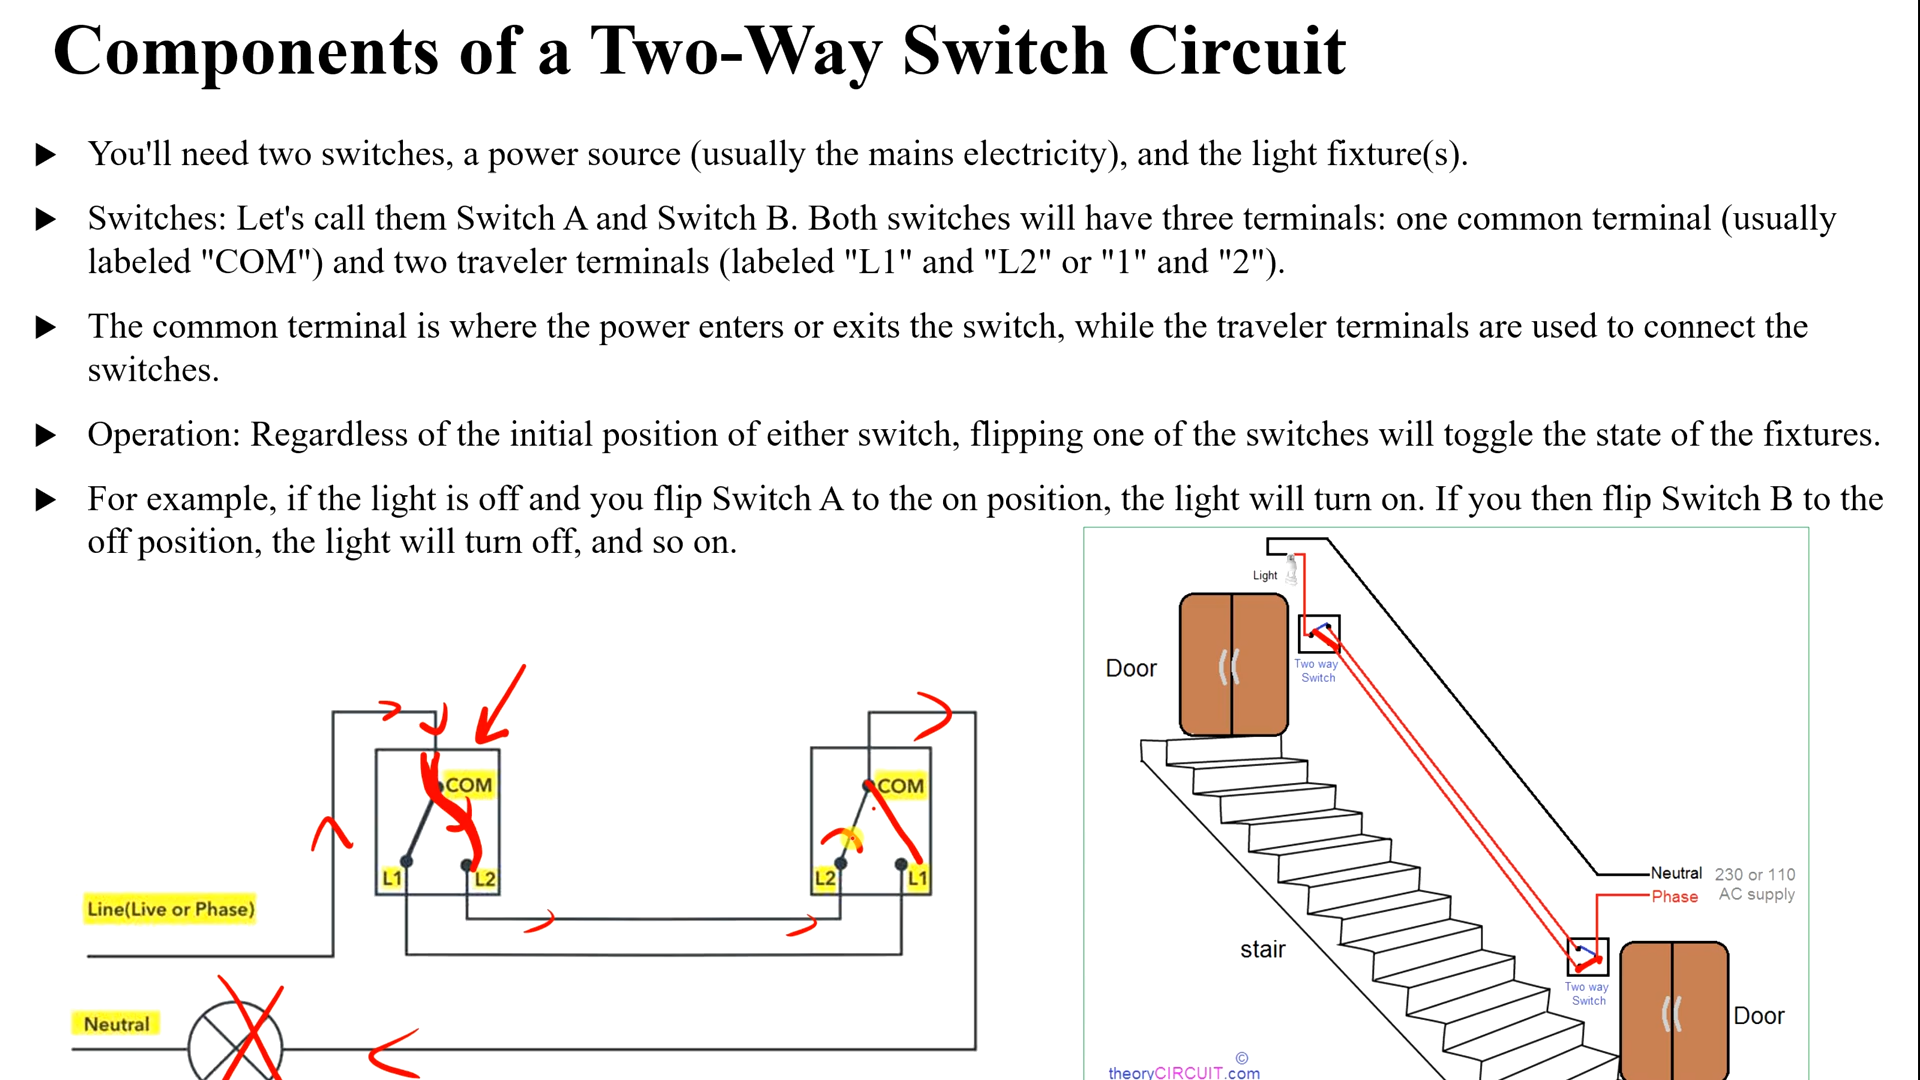 Components of a Two-Way Switch Circuit
You'll need two switches, a power source (usually the mains electricity), and the light fixture(s).
Switches: Let's call them Switch A and Switch B. Both switches will have three terminals: one common terminal (usually
labeled "COM") and two traveler terminals (labeled "L1" and "L2" or "1" and "2").
The common terminal is where the power enters or exits the switch, while the traveler terminals are used to connect the
switches.
Operation: Regardless of the initial position of either switch, flipping one of the switches will toggle the state of the fixtures.
For example, if the light is off and you flip Switch A to the on position, the light will turn on. If you then flip Switch B to the
off position, the light will turn off, and so on.
COM
L1
L2
COM
L2
L1
Line(Live or Phase)
Neutral
Light
Door
Two way
Switch
Neutral
230 or 110
Phase
AC supply
stair
Two way
Switch
Door
©
theoryCIRCUIT.com